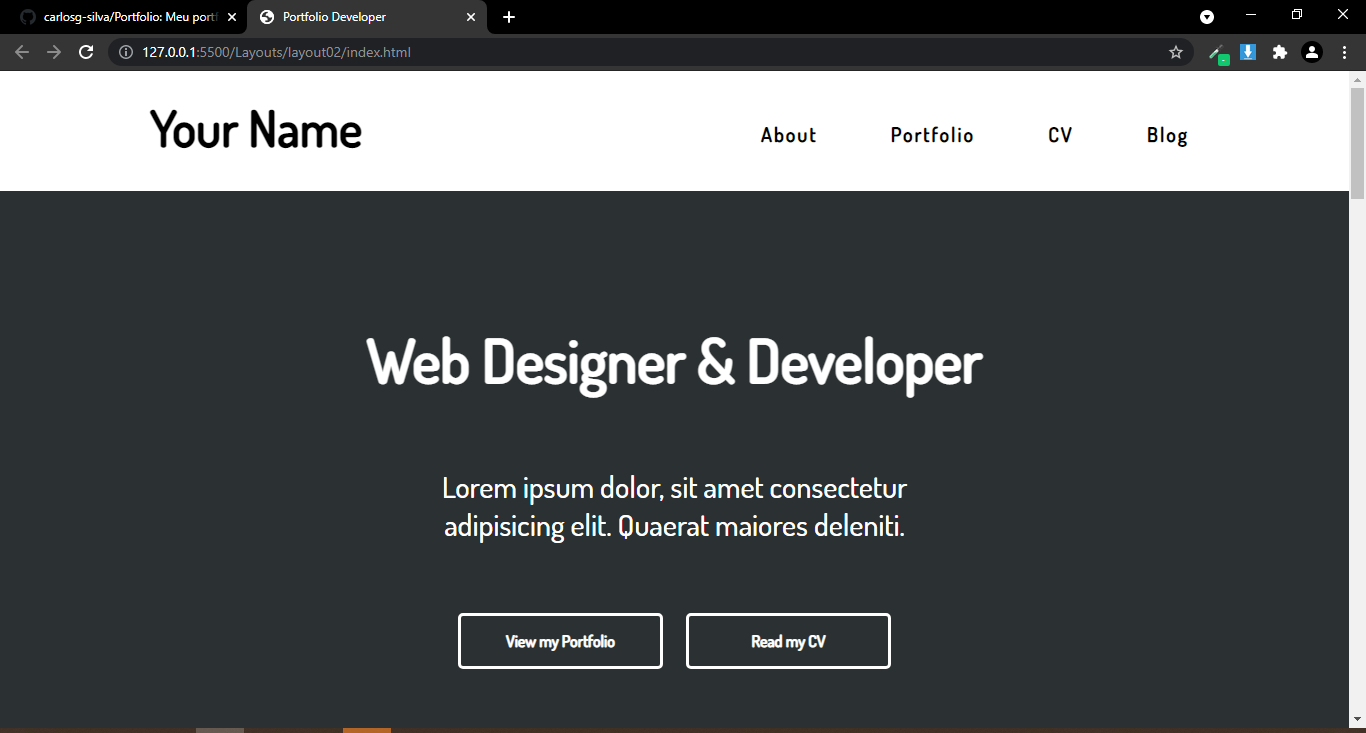 carlosg-silva/Portfolio: Meu port
Portfolio Developer
127.0.0.1:5500/Layouts/layout02/index.html
Your Name
About
Portfolio
CV
Blog
Web Designer & Developer
Lorem ipsum dolor, sit amet consectetur
adipisicing elit. Quaerat maiores deleniti.
View my Portfolio
Read my CV